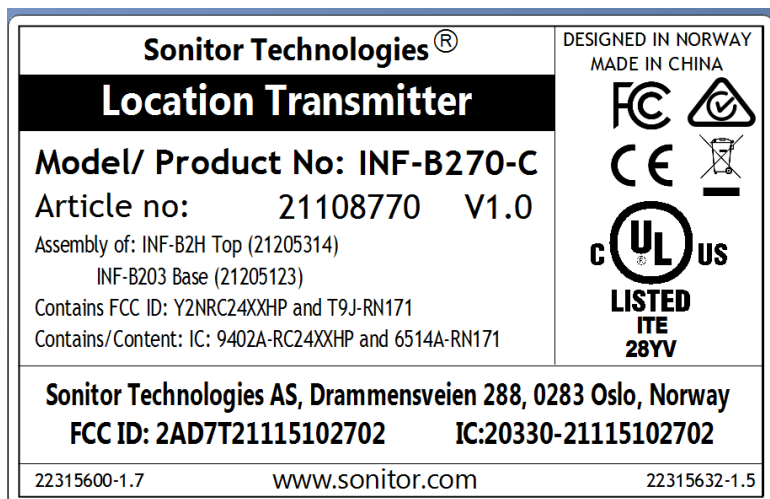 Sonitor Technologies®
Location Transmitter
Model/ Product No: INF-B270-C
Article no: 21108770 V1.0
Assembly of: INF-B2H Top (21205314)
INF-B203 Base (21205123)
Contains FCC ID: Y2NRC24XXHP and T9J-RN171
Contains/Content: IC: 9402A-RC24XXHP and 6514A-RN171
DESIGNED IN NORWAY
MADE IN CHINA
FC
CE
C UL® US
LISTED
ITE
28YV
Sonitor Technologies AS, Drammensveien 288, 0283 Oslo, Norway
FCC ID: 2AD7T21115102702 IC:20330-21115102702
22315600-1.7 www.sonitor.com 22315632-1.5